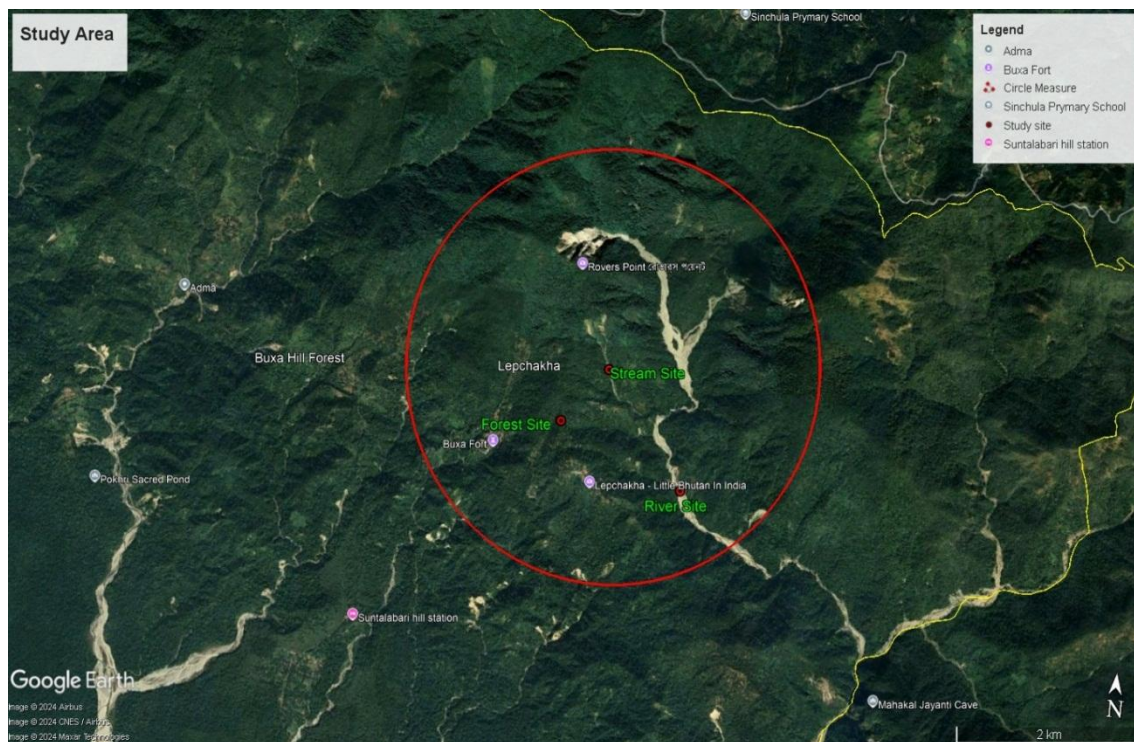 Study Area
Sinchula Prymary School
Legend
Adma
Buxa Fort
Circle Measure
Sinchula Prymary School
Study site
Suntalabari hill station
Rovers Point রোভারস পয়েন্ট
Adma
Buxa Hill Forest
Lepchakha
Stream Site
Forest Site
Buxa Fort
Pokhri Sacred Pond
Lepchakha - Little Bhutan In India
River Site
Suntalabari hill station
Google Earth
Image © 2024 Airbus
Image © 2024 CNES / Airbus
Image © 2024 Maxar Technologies
Mahakal Jayanti Cave
N
2 km